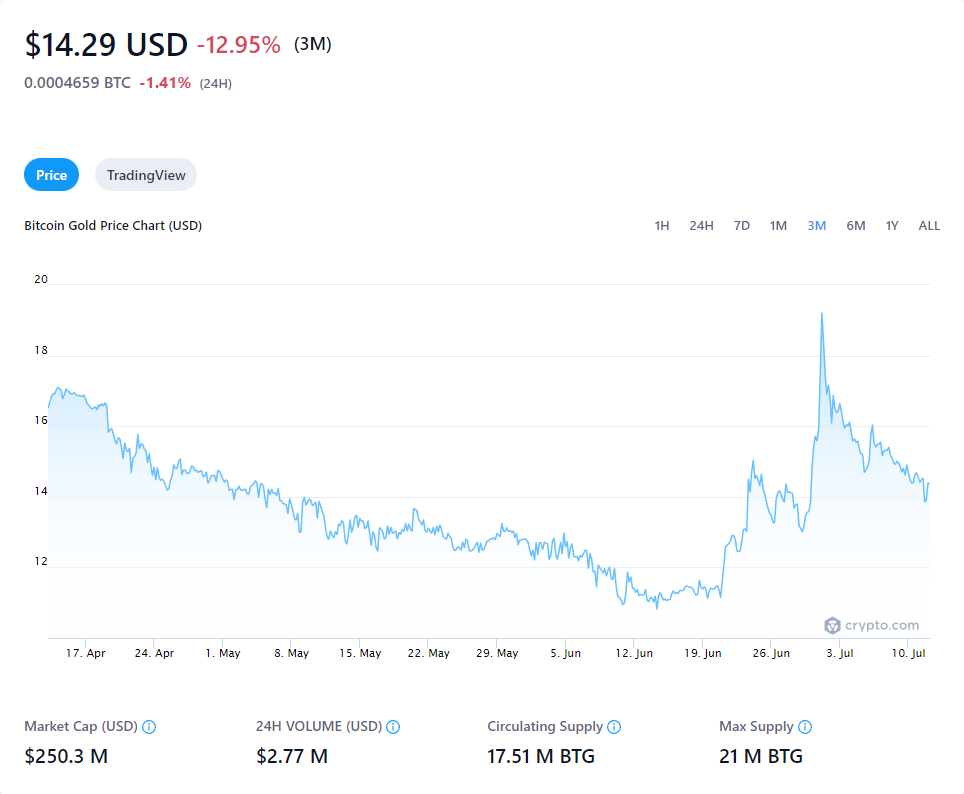 $14.29 USD -12.95% (3M)
0.0004659 BTC -1.41% (24H)
Price TradingView
Bitcoin Gold Price Chart (USD) 1H 24H 7D 1M 3M 6M 1Y ALL
20
18
16
14
12
crypto.com
17. Apr 24. Apr 1. May 8. May 15. May 22. May 29. May 5. Jun 12. Jun 19. Jun 26. Jun 3. Jul 10. Jul
Market Cap (USD) 24H VOLUME (USD) Circulating Supply Max Supply
$250.3 M $2.77 M 17.51 M BTG 21 M BTG